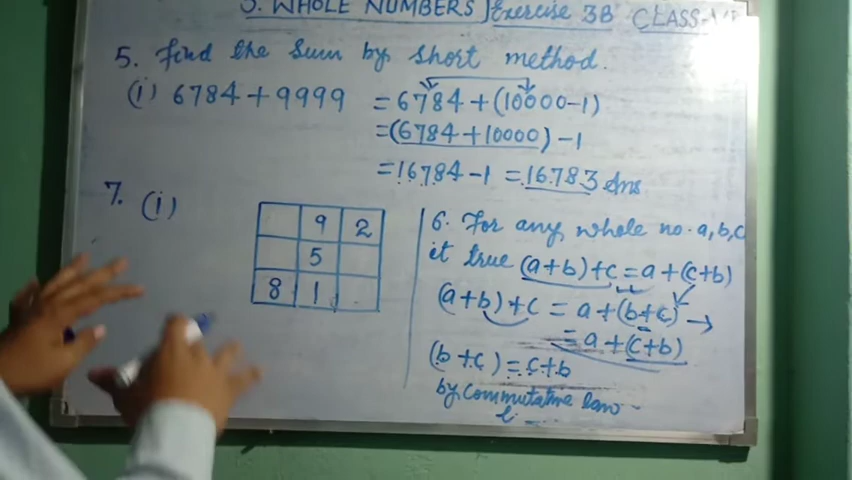 3. WHOLE NUMBERS Exercise 3B CLASS-VI
5. Find the Sum by short method.
(i) 6784+9999 = 6784+(10000-1)
=(6784+10000)-1
=16784-1 = 16783 Ans
7. (i)
9 2
5
8 1
6. For any whole no. a,b,c
it true (a+b)+c = a+(c+b)
(a+b)+c = a+(b+c) →
= a+(c+b)
(b+c) = c+b
by commutative law